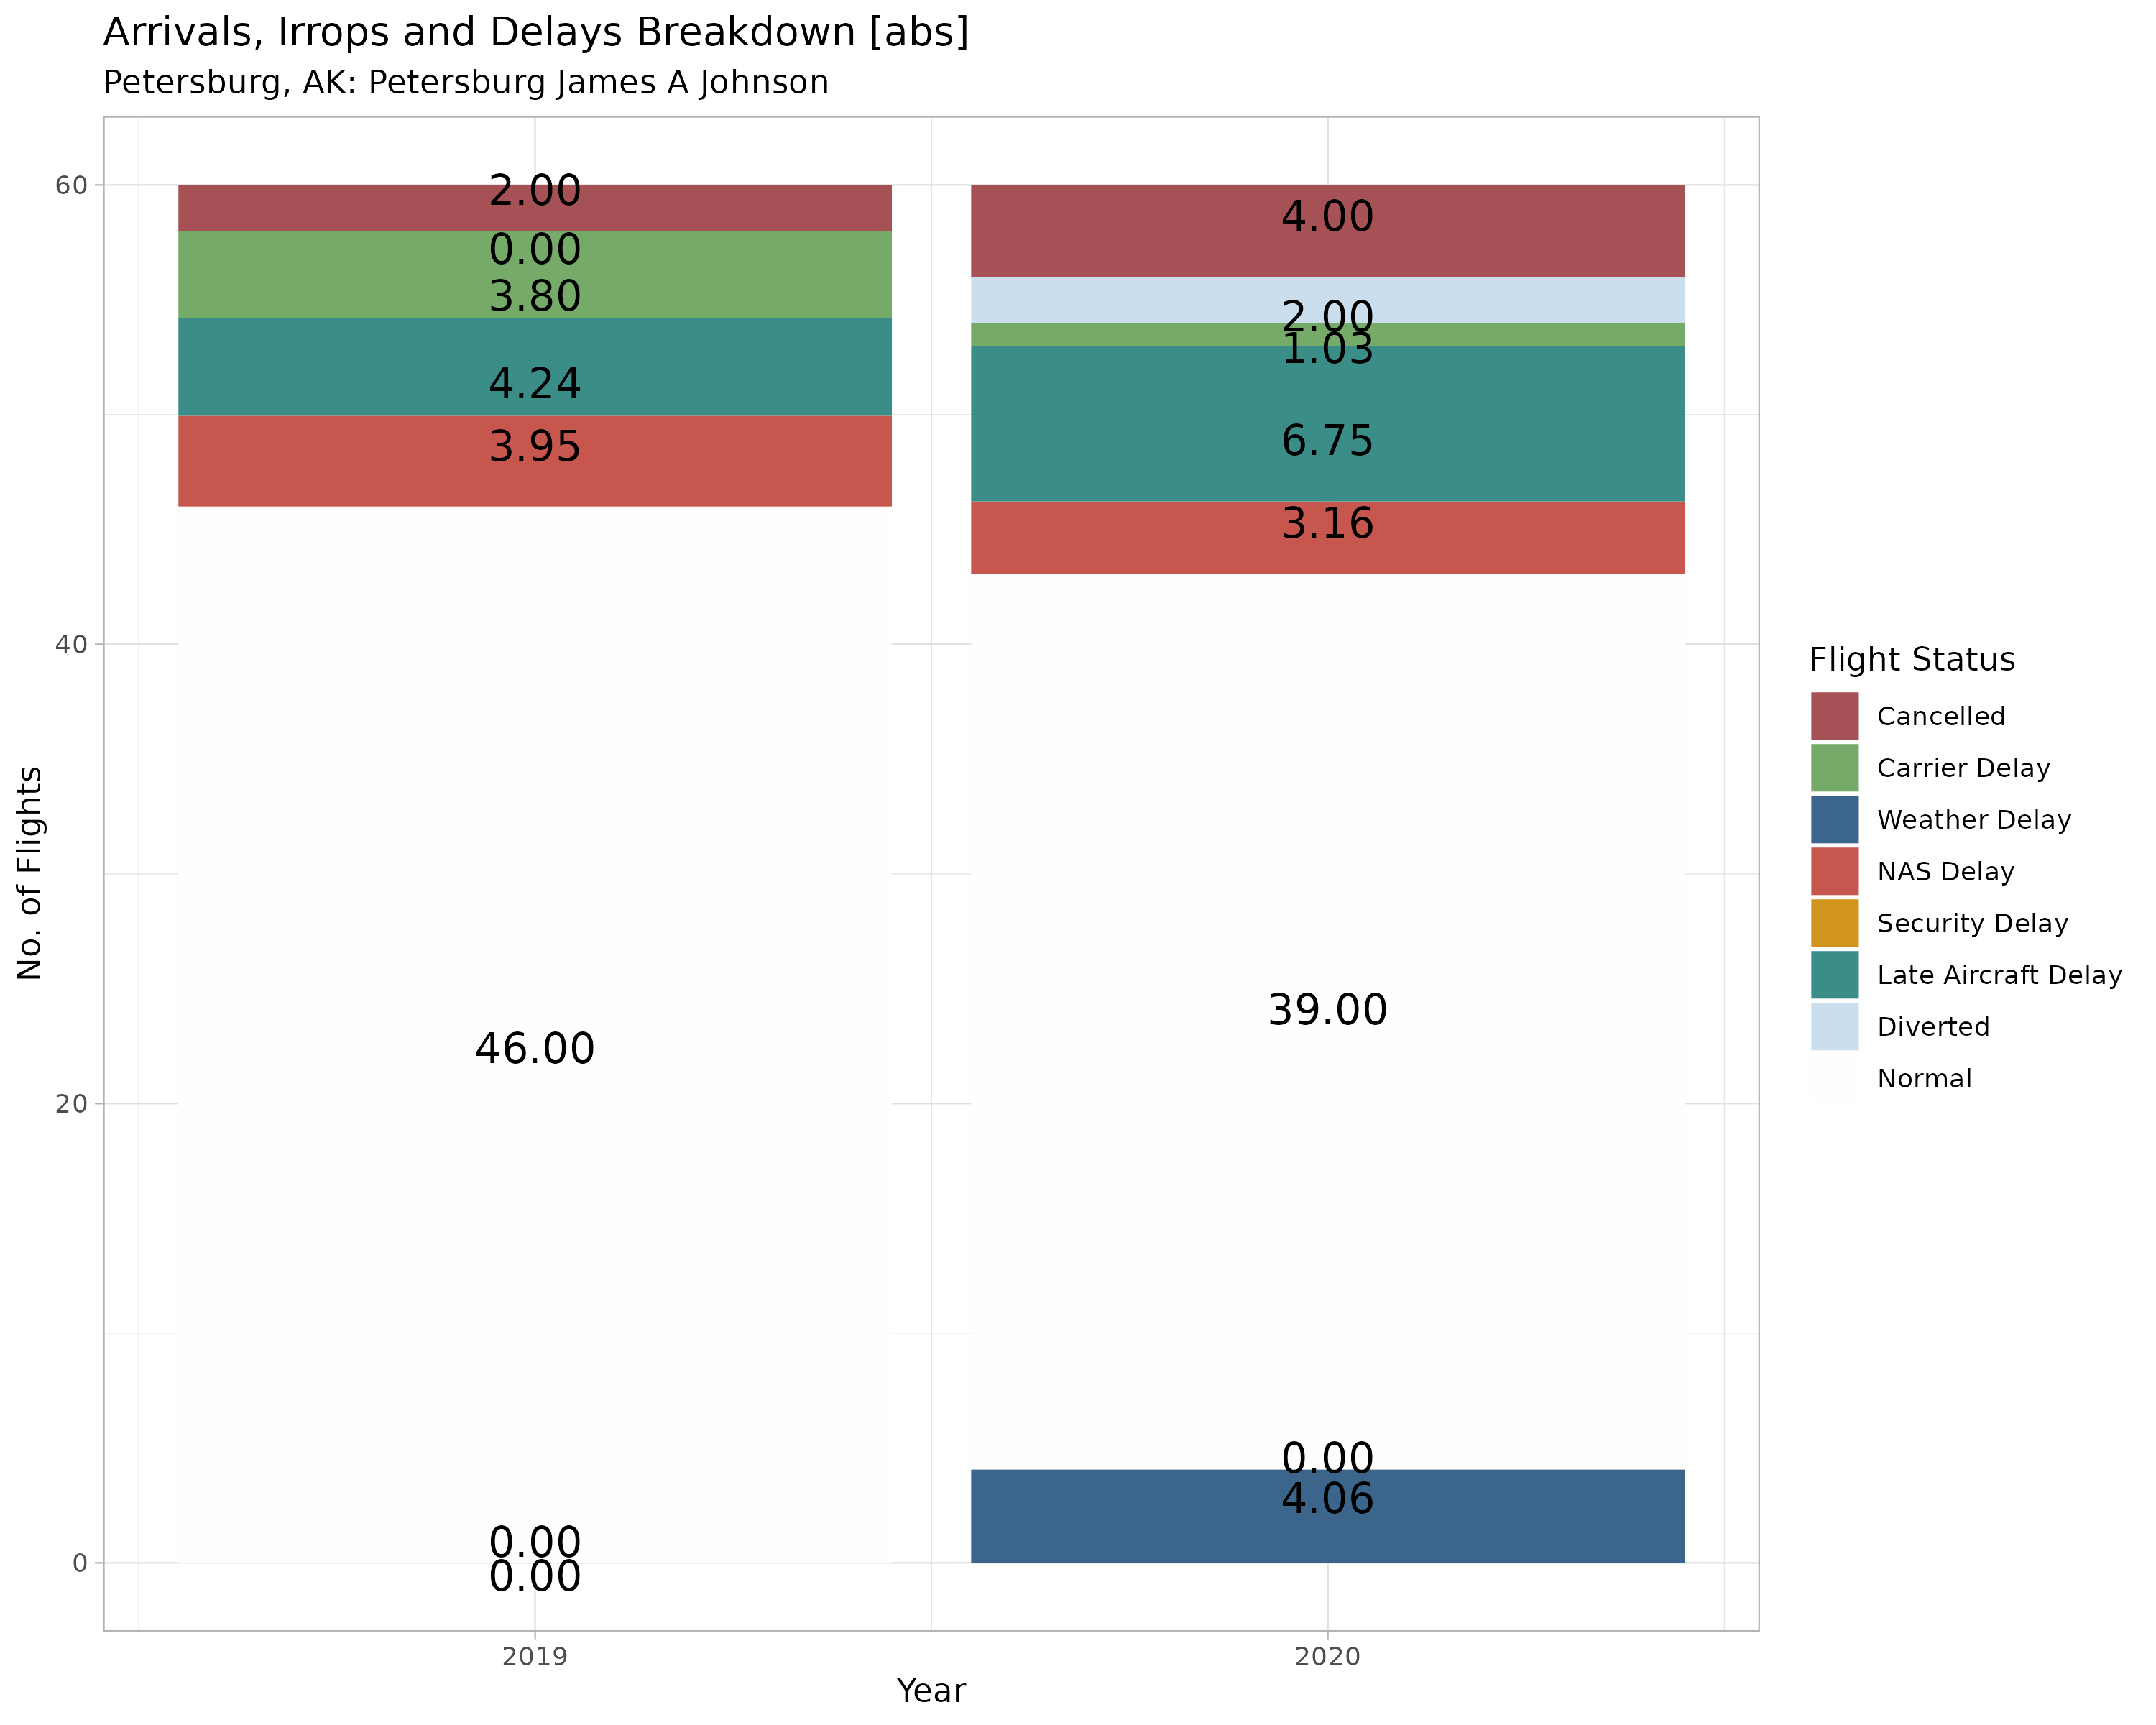 Arrivals, Irrops and Delays Breakdown [abs]
Petersburg, AK: Petersburg James A Johnson
No. of Flights
60
40
20
0
2.00
0.00
3.80
4.24
3.95
46.00
0.00
0.00
4.00
2.00
1.03
6.75
3.16
39.00
0.00
4.06
2019
2020
Year
Flight Status
Cancelled
Carrier Delay
Weather Delay
NAS Delay
Security Delay
Late Aircraft Delay
Diverted
Normal